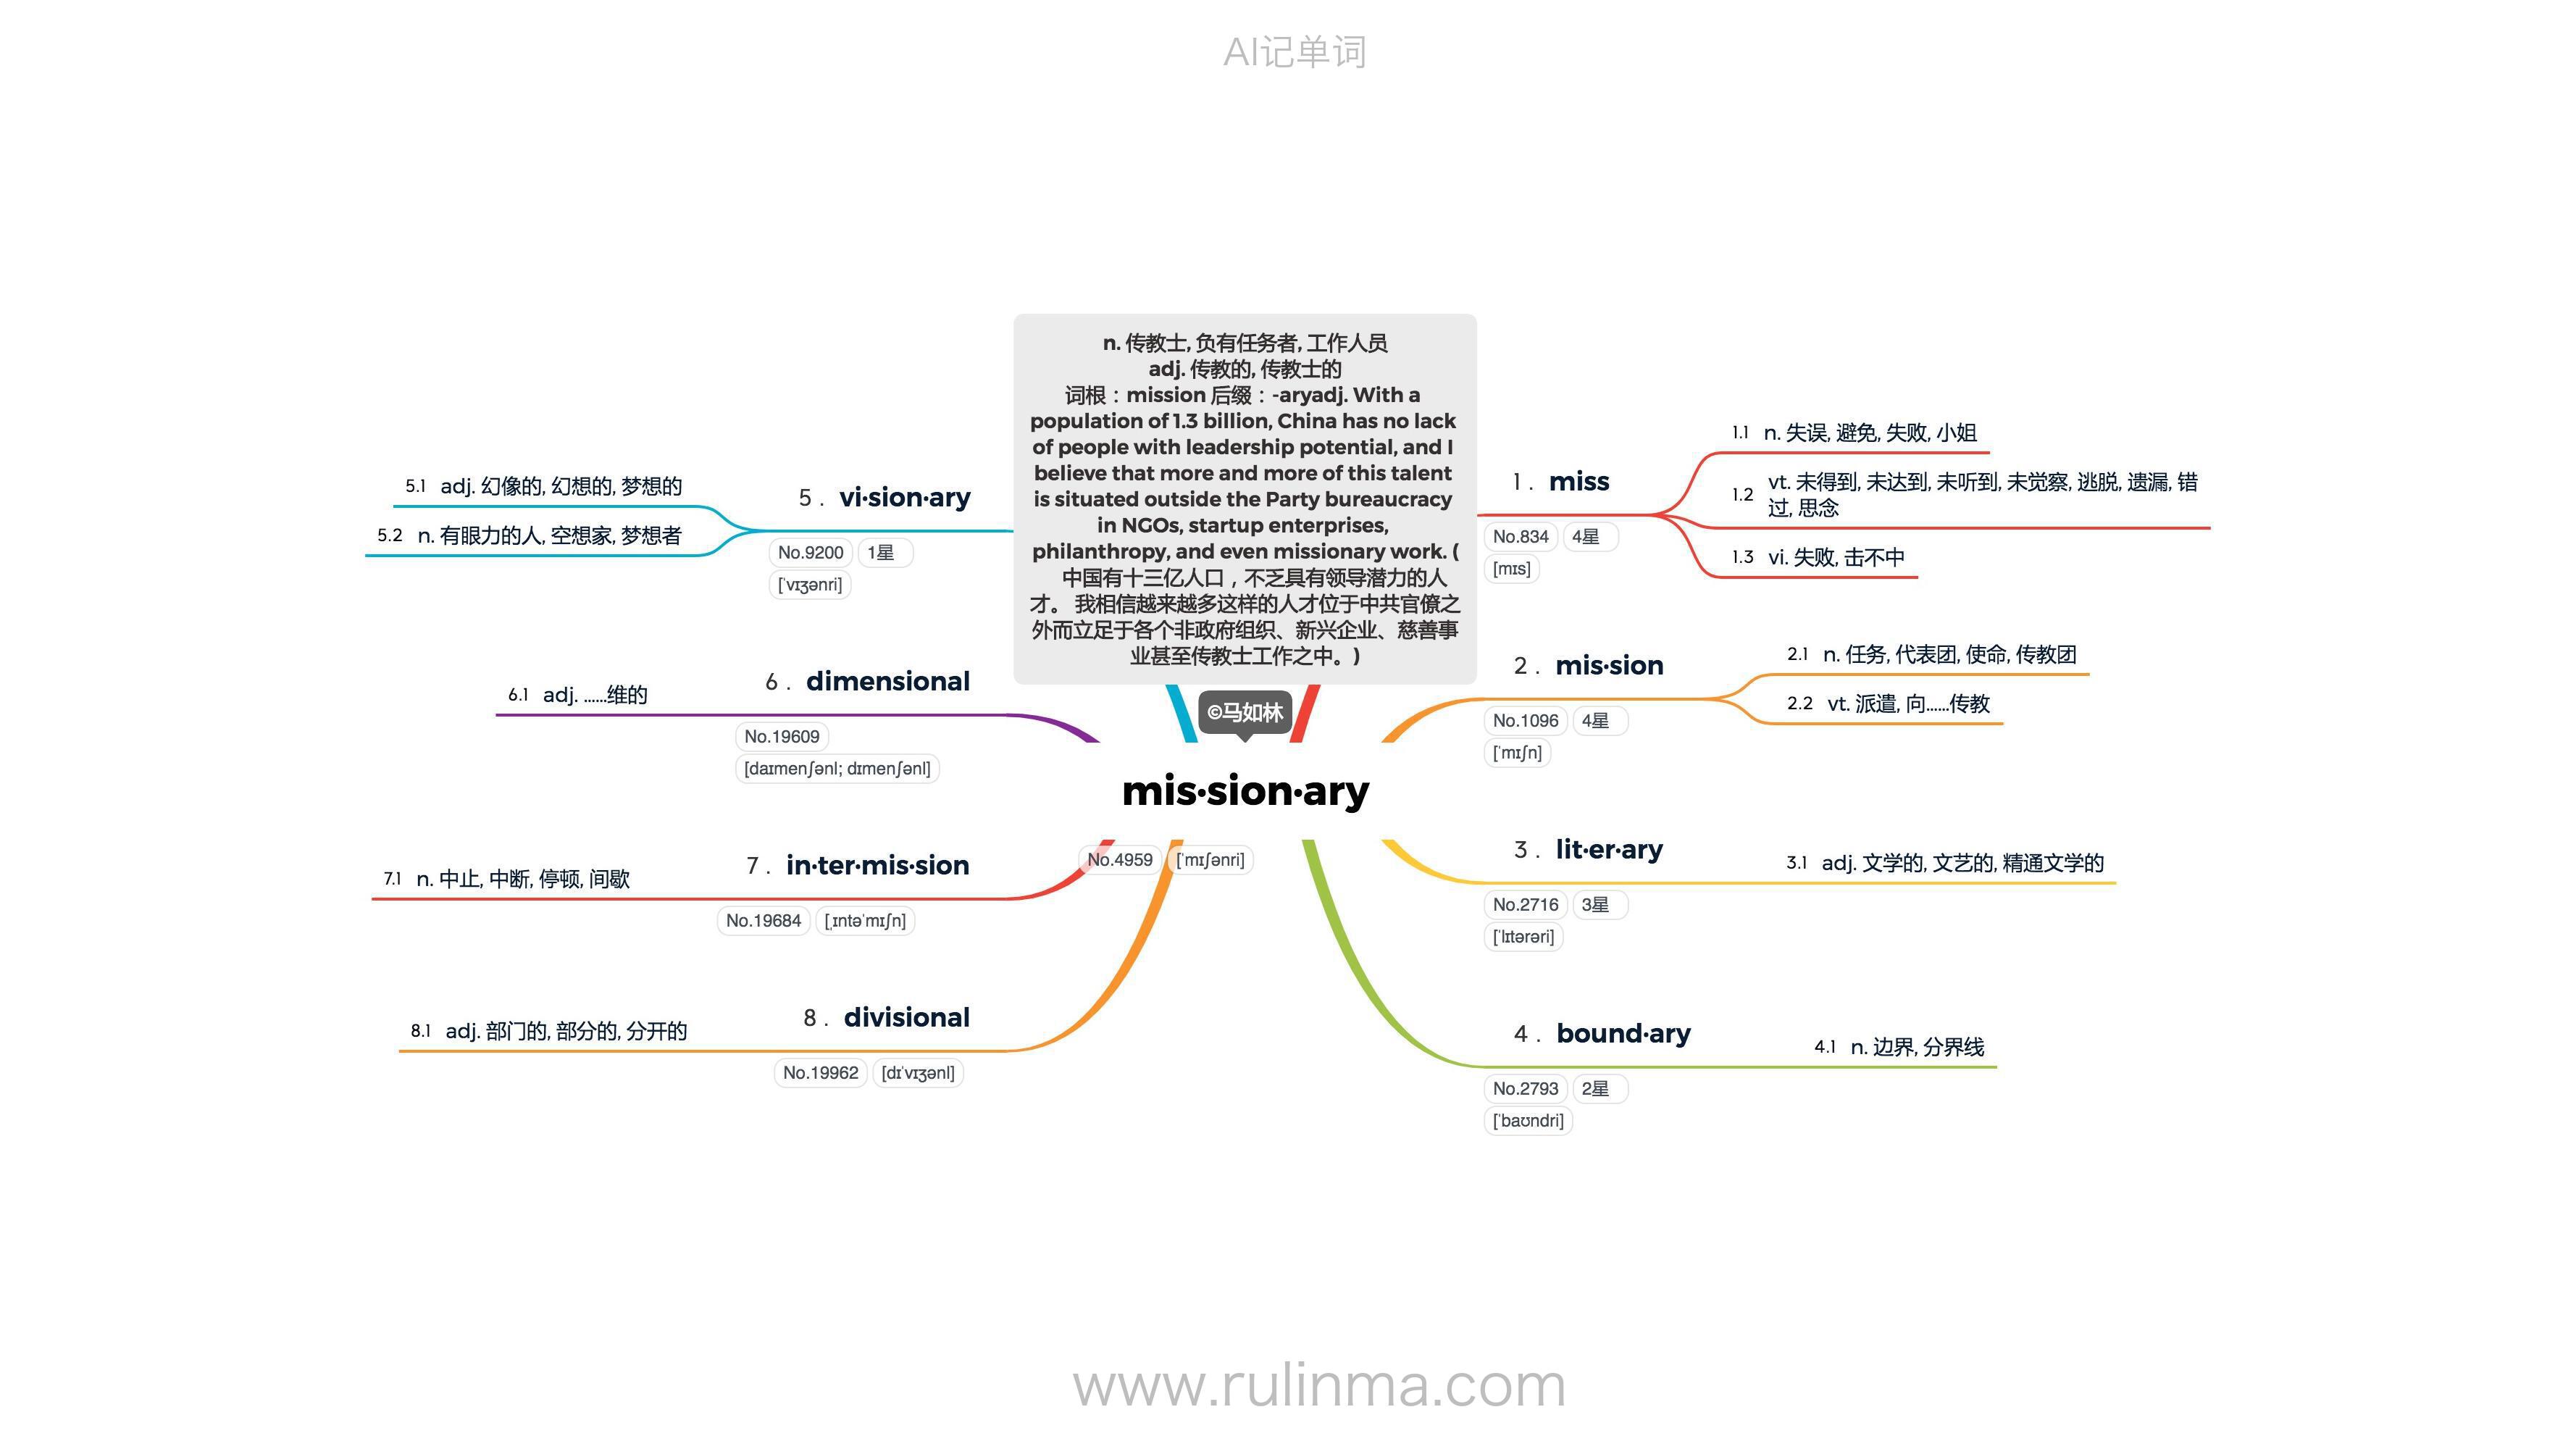 AI记单词
n. 传教士, 负有任务者, 工作人员
adj. 传教的, 传教士的
词根：mission 后缀：-aryadj. With a
population of 1.3 billion, China has no lack
of people with leadership potential, and I
believe that more and more of this talent
is situated outside the Party bureaucracy
in NGOs, startup enterprises,
philanthropy, and even missionary work. (
中国有十三亿人口，不乏具有领导潜力的人
才。 我相信越来越多这样的人才位于中共官僚之
外而立足于各个非政府组织、新兴企业、慈善事
业甚至传教士工作之中。)
©马如林
mis·sion·ary
No.4959 [ˈmɪʃənri]
1 . miss
No.834 4星
[mɪs]
1.1 n. 失误, 避免, 失败, 小姐
1.2 vt. 未得到, 未达到, 未听到, 未觉察, 逃脱, 遗漏, 错
过, 思念
1.3 vi. 失败, 击不中
2 . mis·sion
No.1096 4星
[ˈmɪʃn]
2.1 n. 任务, 代表团, 使命, 传教团
2.2 vt. 派遣, 向……传教
3 . lit·er·ary
No.2716 3星
[ˈlɪtərəri]
3.1 adj. 文学的, 文艺的, 精通文学的
4 . bound·ary
No.2793 2星
[ˈbaʊndri]
4.1 n. 边界, 分界线
5 . vi·sion·ary
No.9200 1星
[ˈvɪʒənri]
5.1 adj. 幻像的, 幻想的, 梦想的
5.2 n. 有眼力的人, 空想家, 梦想者
6 . dimensional
No.19609
[daɪmenʃənl; dɪmenʃənl]
6.1 adj. ……维的
7 . in·ter·mis·sion
No.19684 [ˌɪntəˈmɪʃn]
7.1 n. 中止, 中断, 停顿, 间歇
8 . divisional
No.19962 [dɪˈvɪʒənl]
8.1 adj. 部门的, 部分的, 分开的
www.rulinma.com